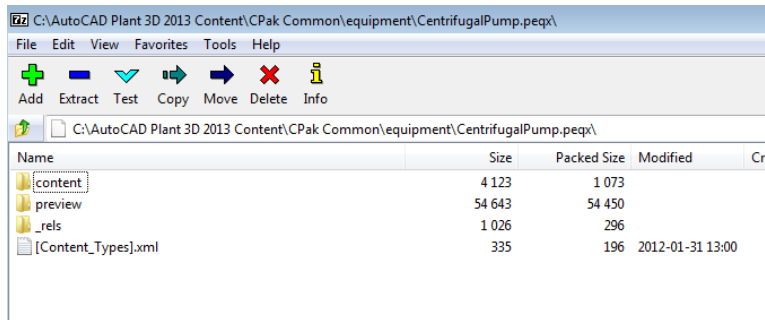 C:\AutoCAD Plant 3D 2013 Content\CPak Common\equipment\CentrifugalPump.peqx\
File Edit View Favorites Tools Help
Add Extract Test Copy Move Delete Info
C:\AutoCAD Plant 3D 2013 Content\CPak Common\equipment\CentrifugalPump.peqx\
Name Size Packed Size Modified Cr
content 4 123 1 073
preview 54 643 54 450
_rels 1 026 296
[Content_Types].xml 335 196 2012-01-31 13:00